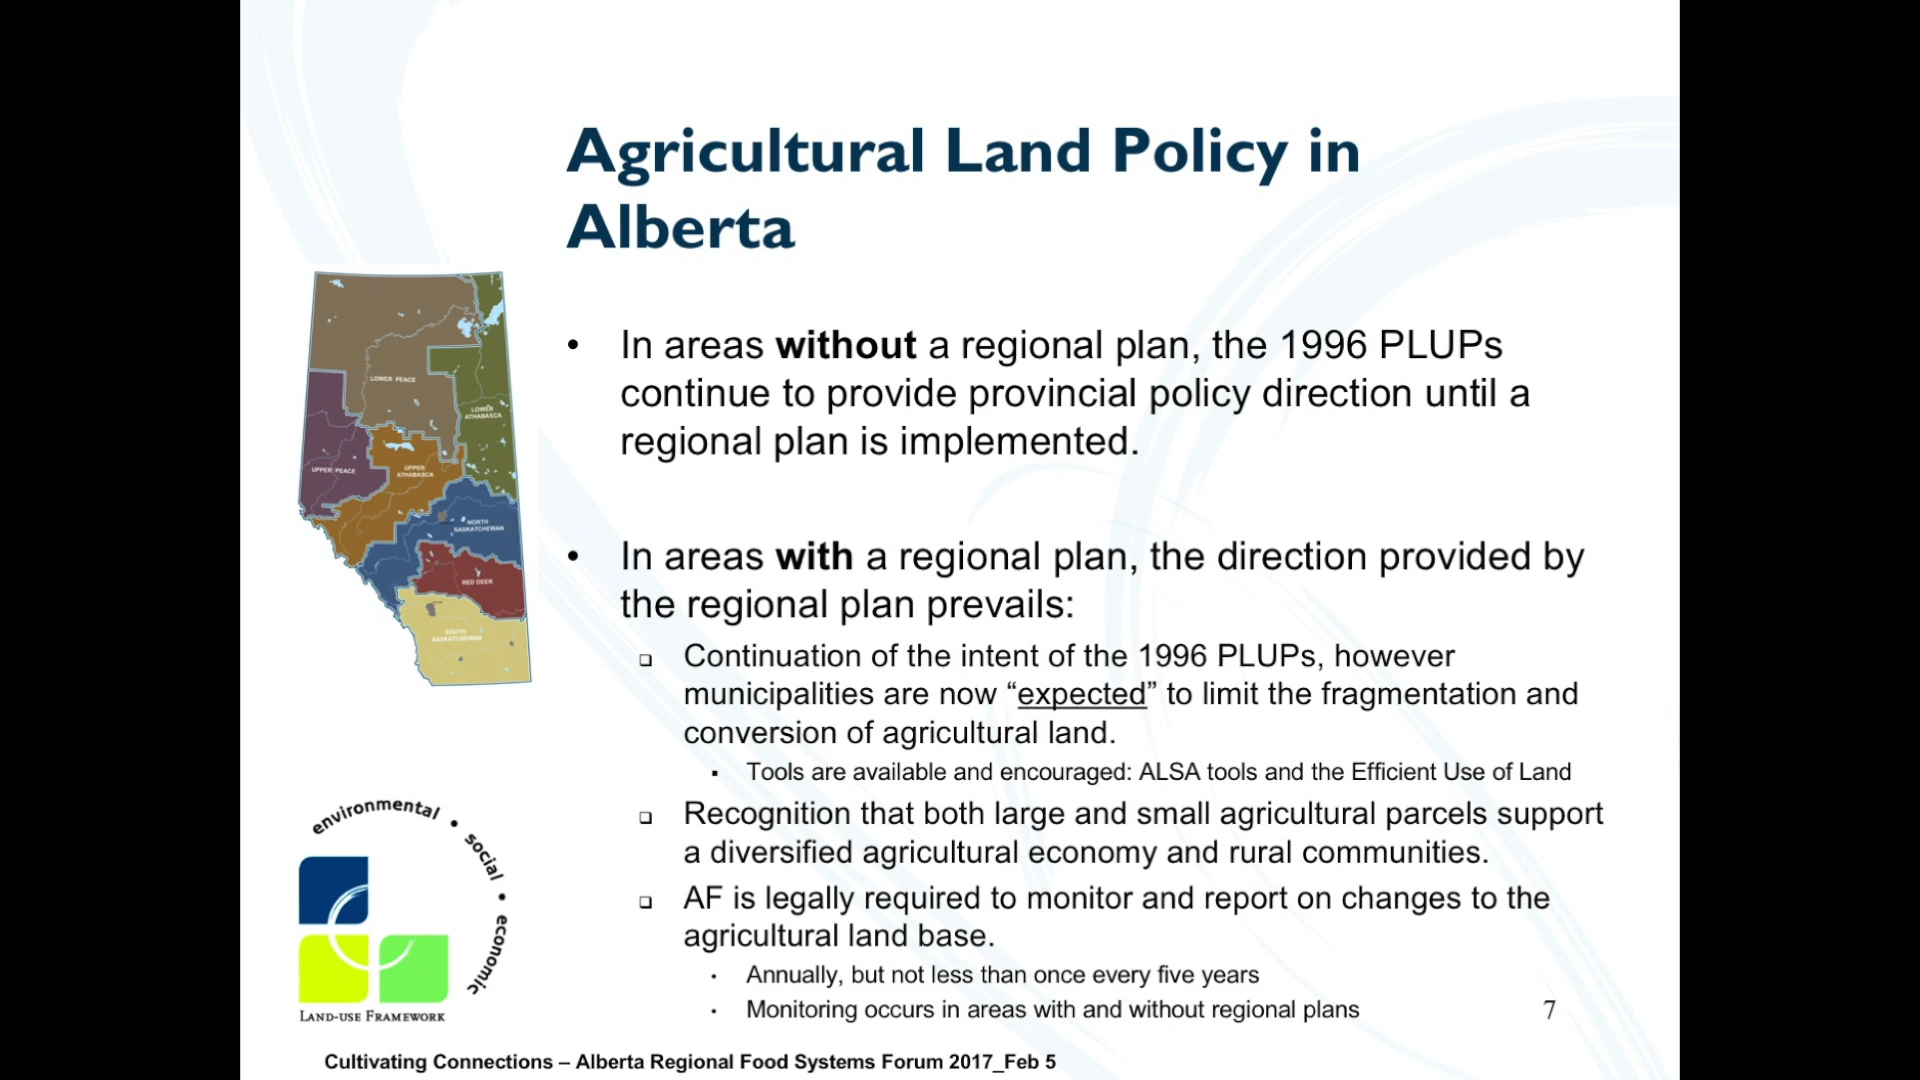 Agricultural Land Policy in
Alberta
• In areas without a regional plan, the 1996 PLUPs
continue to provide provincial policy direction until a
regional plan is implemented.
• In areas with a regional plan, the direction provided by
the regional plan prevails:
❑ Continuation of the intent of the 1996 PLUPs, however
municipalities are now “expected” to limit the fragmentation and
conversion of agricultural land.
▪ Tools are available and encouraged: ALSA tools and the Efficient Use of Land
❑ Recognition that both large and small agricultural parcels support
a diversified agricultural economy and rural communities.
❑ AF is legally required to monitor and report on changes to the
agricultural land base.
• Annually, but not less than once every five years
• Monitoring occurs in areas with and without regional plans
LOWER PEACE
LOWER
ATHABASCA
UPPER PEACE
UPPER
ATHABASCA
NORTH
SASKATCHEWAN
RED DEER
SOUTH
SASKATCHEWAN
environmental • social • economic
LAND-USE FRAMEWORK
7
Cultivating Connections – Alberta Regional Food Systems Forum 2017_Feb 5